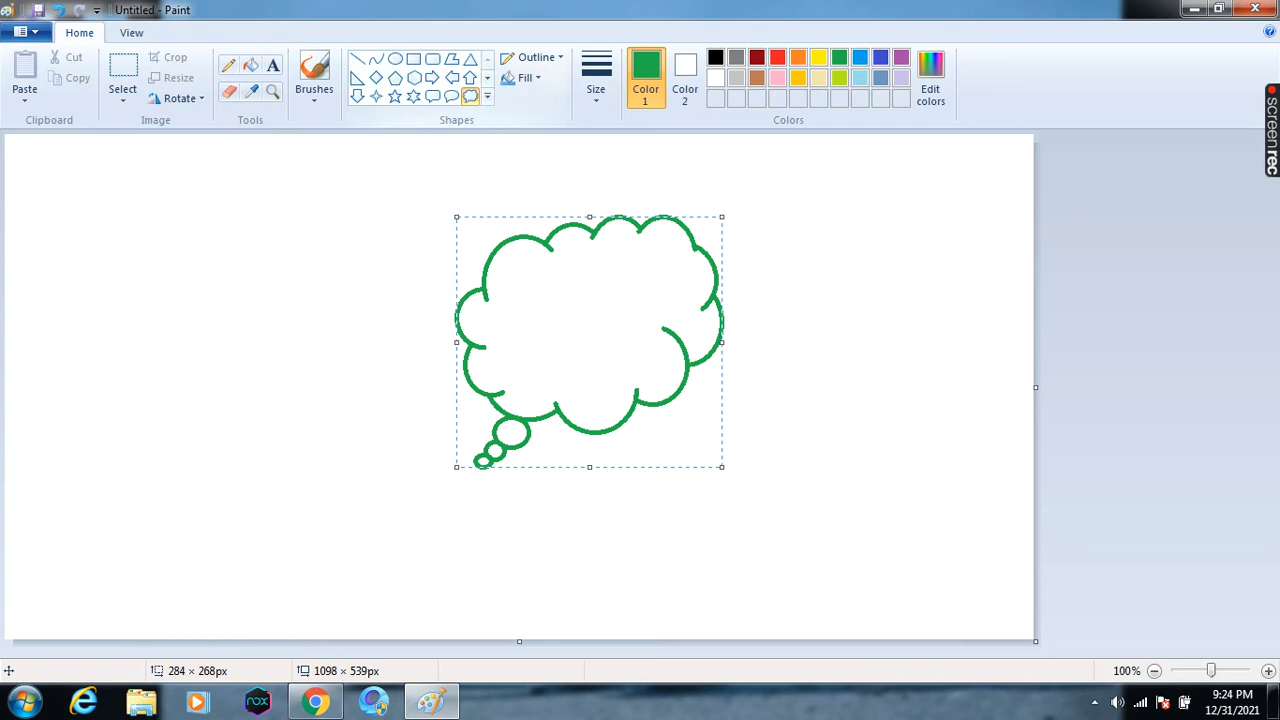 Untitled - Paint
Home View
Paste
Cut
Copy
Clipboard
Select
Crop
Resize
Rotate
Image
A
Tools
Brushes
Outline
Fill
Shapes
Size
Color 1
Color 2
Edit colors
Colors
screenrec
284 × 268px
1098 × 539px
100%
nox
9:24 PM
12/31/2021